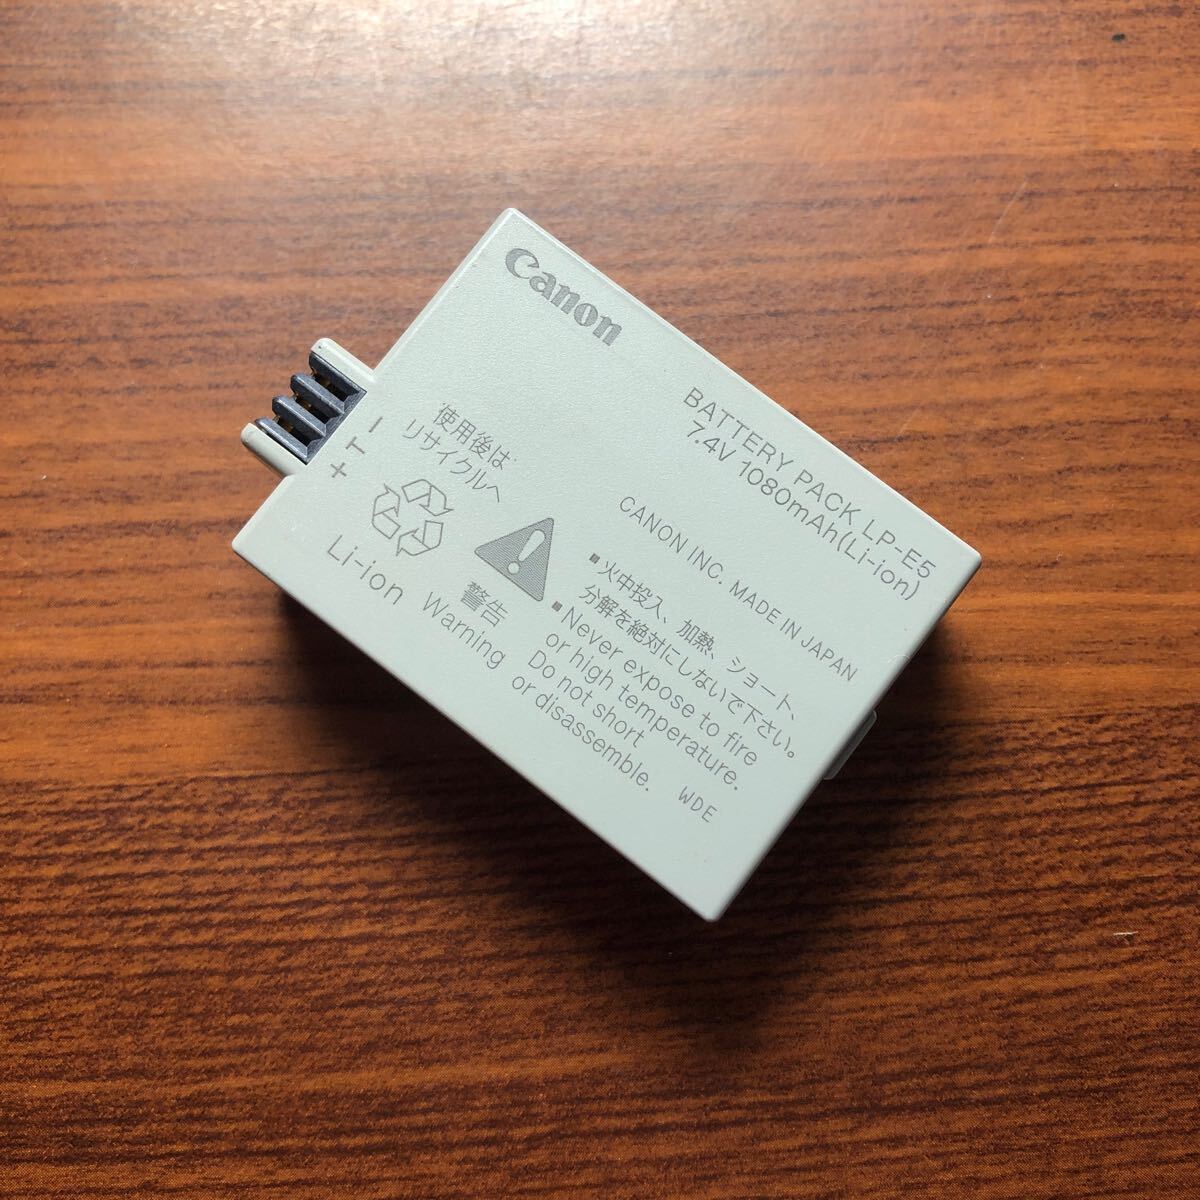 Canon
BATTERY PACK LP-E5
7.4V 1080mAh(Li-ion)
CANON INC. MADE IN JAPAN
+ T −
使用後は
リサイクルへ
Li-ion
警告
Warning
■火中投入、加熱、ショート、
分解を絶対にしないで下さい。
■Never expose to fire
or high temperature.
Do not short
or disassemble.
WDE